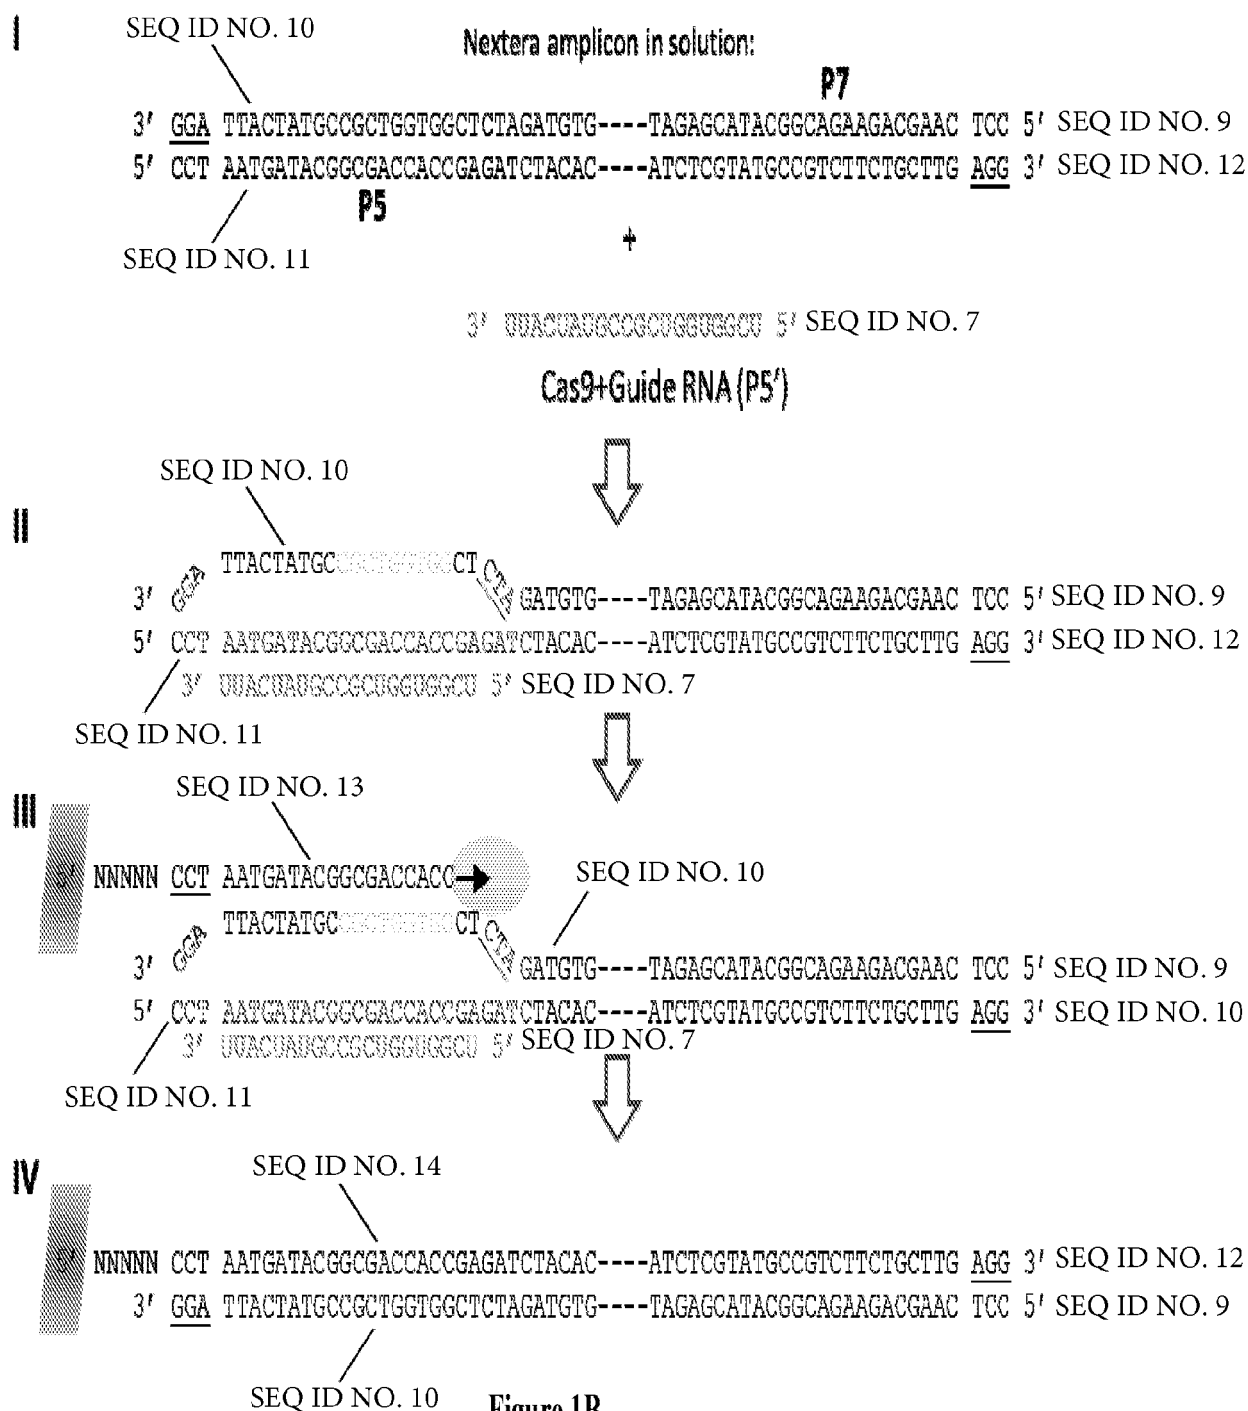 I
SEQ ID NO. 10
Nextera amplicon in solution:
P7
3' GGA TTACTATGCCGCTGGTGGCTCTAGATGTG----TAGAGCATACGGCAGAAGACGAAC TCC 5' SEQ ID NO. 9
5' CCT AATGATACGGCGACCACCGAGATCTACAC----ATCTCGTATGCCGTCTTCTGCTTG AGG 3' SEQ ID NO. 12
P5
+
SEQ ID NO. 11
3' UUACUAUGCCGCUGGUGGCU 5' SEQ ID NO. 7
Cas9+Guide RNA (P5')
SEQ ID NO. 10
II
TTACTATGCCGCTGGTGGCT
3' GGA CTA GATGTG----TAGAGCATACGGCAGAAGACGAAC TCC 5' SEQ ID NO. 9
5' CCT AATGATACGGCGACCACCGAGATCTACAC----ATCTCGTATGCCGTCTTCTGCTTG AGG 3' SEQ ID NO. 12
3' UUACUAUGCCGCUGGUGGCU 5' SEQ ID NO. 7
SEQ ID NO. 11
SEQ ID NO. 13
III
5' NNNNN CCT AATGATACGGCGACCACC
SEQ ID NO. 10
TTACTATGCCGCTGGTGGCT
3' GGA CTA GATGTG----TAGAGCATACGGCAGAAGACGAAC TCC 5' SEQ ID NO. 9
5' CCT AATGATACGGCGACCACCGAGATCTACAC----ATCTCGTATGCCGTCTTCTGCTTG AGG 3' SEQ ID NO. 10
3' UUACUAUGCCGCUGGUGGCU 5' SEQ ID NO. 7
SEQ ID NO. 11
IV
SEQ ID NO. 14
5' NNNNN CCT AATGATACGGCGACCACCGAGATCTACAC----ATCTCGTATGCCGTCTTCTGCTTG AGG 3' SEQ ID NO. 12
3' GGA TTACTATGCCGCTGGTGGCTCTAGATGTG----TAGAGCATACGGCAGAAGACGAAC TCC 5' SEQ ID NO. 9
SEQ ID NO. 10
Figure 1B